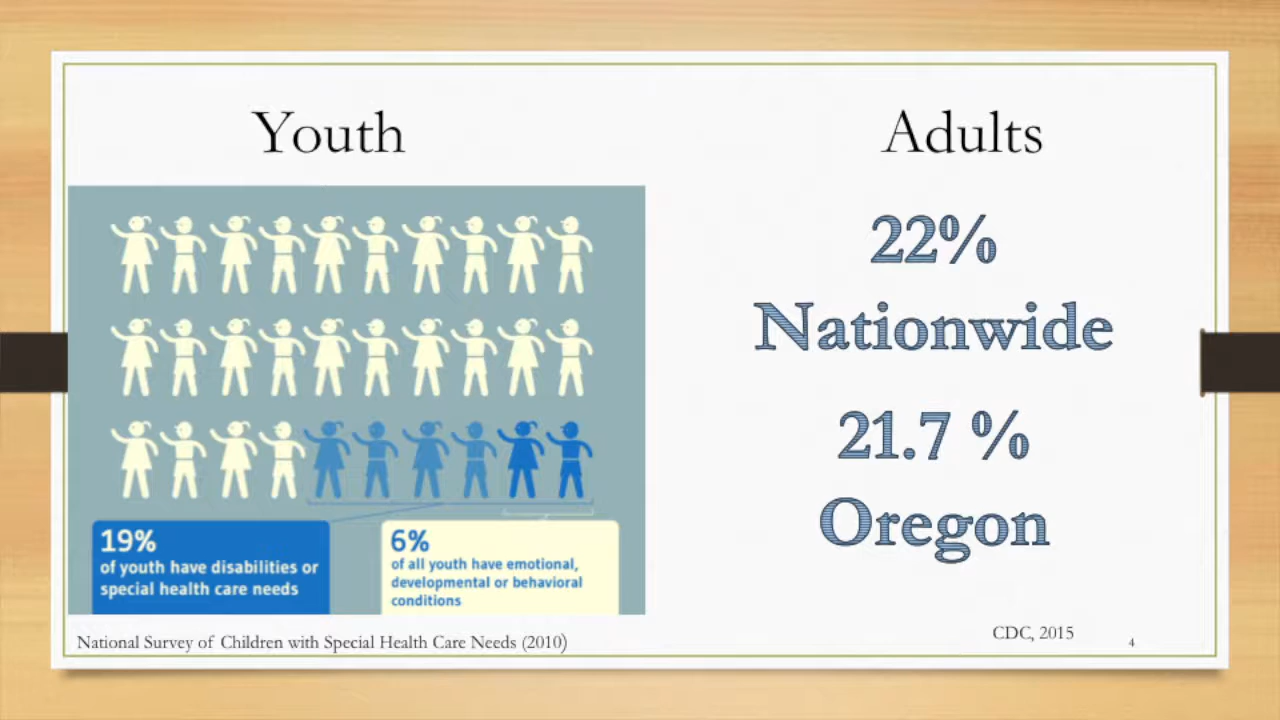 Youth
19%
of youth have disabilities or
special health care needs
6%
of all youth have emotional,
developmental or behavioral
conditions
National Survey of Children with Special Health Care Needs (2010)
Adults
22%
Nationwide
21.7 %
Oregon
CDC, 2015
4